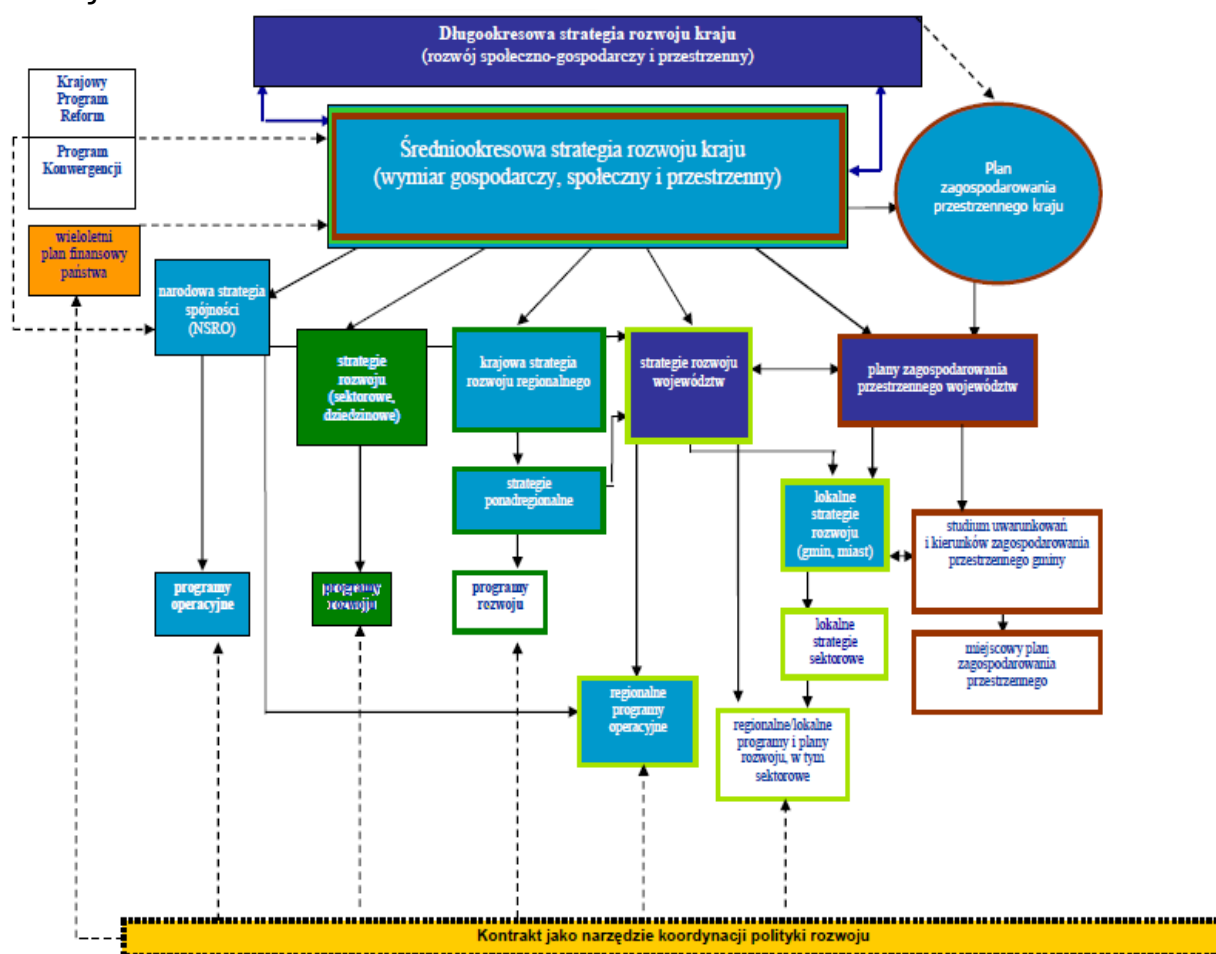 Długookresowa strategia rozwoju kraju
(rozwój społeczno-gospodarczy i przestrzenny)
Krajowy
Program
Reform
Program
Konwergencji
Średniookresowa strategia rozwoju kraju
(wymiar gospodarczy, społeczny i przestrzenny)
Plan
zagospodarowania
przestrzennego kraju
wieloletni
plan finansowy
państwa
narodowa strategia
spójności
(NSRO)
strategie
rozwoju
(sektorowe,
dziedzinowe)
krajowa strategia
rozwoju regionalnego
strategie rozwoju
województw
plany zagospodarowania
przestrzennego województw
strategie
ponadregionalne
lokalne
strategie
rozwoju
(gmin, miast)
studium uwarunkowań
i kierunków zagospodarowania
przestrzennego gminy
programy
operacyjne
programy
rozwoju
programy
rozwoju
lokalne
strategie
sektorowe
miejscowy plan
zagospodarowania
przestrzennego
regionalne
programy
operacyjne
regionalne/lokalne
programy i plany
rozwoju, w tym
sektorowe
Kontrakt jako narzędzie koordynacji polityki rozwoju